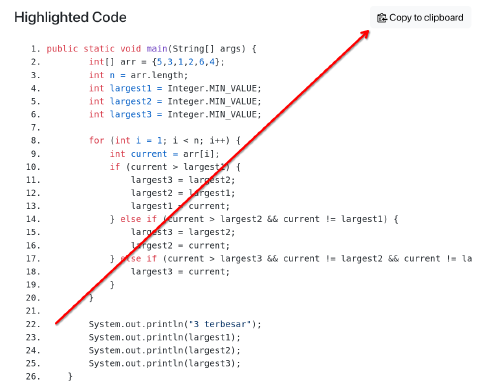 Highlighted Code
Copy to clipboard
1. public static void main(String[] args) {
2. int[] arr = {5,3,1,2,6,4};
3. int n = arr.length;
4. int largest1 = Integer.MIN_VALUE;
5. int largest2 = Integer.MIN_VALUE;
6. int largest3 = Integer.MIN_VALUE;
7.
8. for (int i = 1; i < n; i++) {
9. int current = arr[i];
10. if (current > largest1) {
11. largest3 = largest2;
12. largest2 = largest1;
13. largest1 = current;
14. } else if (current > largest2 && current != largest1) {
15. largest3 = largest2;
16. largest2 = current;
17. } else if (current > largest3 && current != largest2 && current != la
18. largest3 = current;
19. }
20. }
21.
22. System.out.println("3 terbesar");
23. System.out.println(largest1);
24. System.out.println(largest2);
25. System.out.println(largest3);
26. }